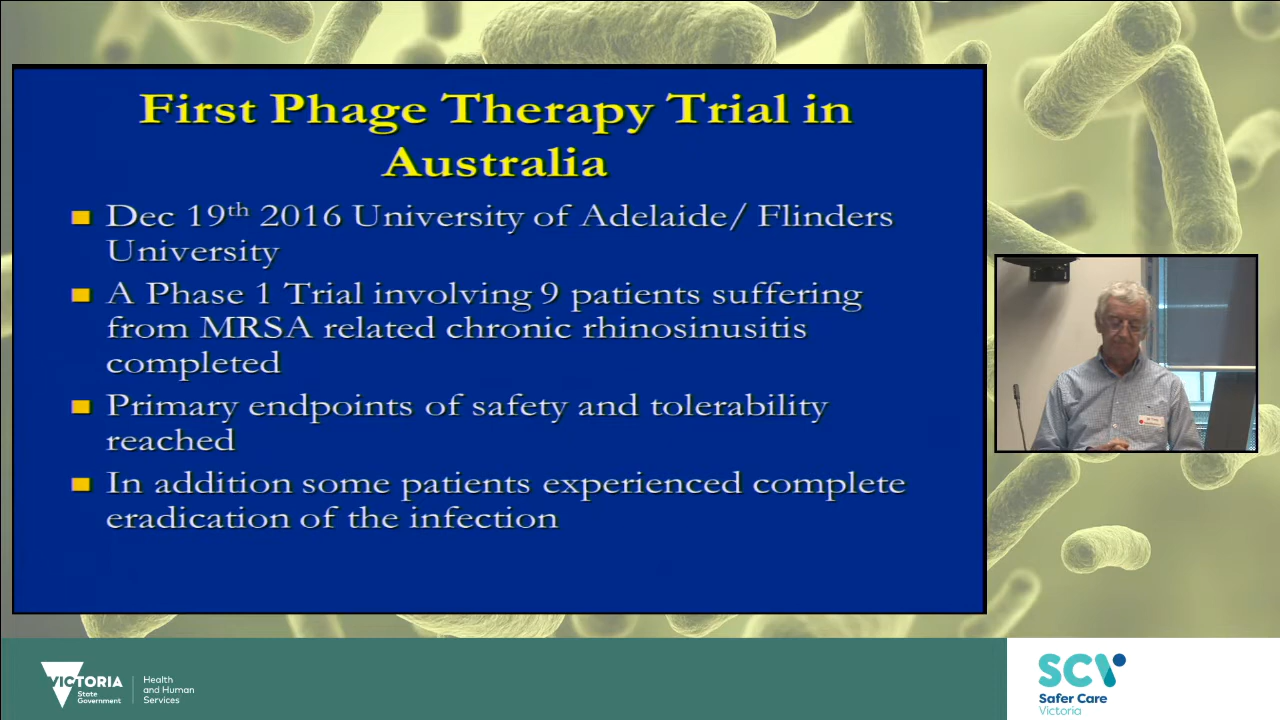 First Phage Therapy Trial in
Australia
Dec 19th 2016 University of Adelaide/ Flinders
University
A Phase 1 Trial involving 9 patients suffering
from MRSA related chronic rhinosinusitis
completed
Primary endpoints of safety and tolerability
reached
In addition some patients experienced complete
eradication of the infection
VICTORIA
State
Government
Health
and Human
Services
SCV
Safer Care
Victoria